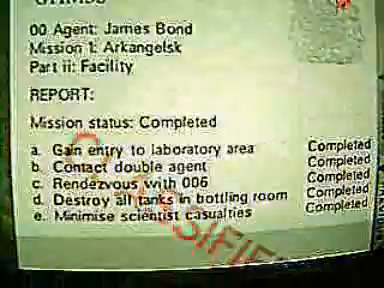 00 Agent: James Bond
Mission 1: Arkangelsk
Part ii: Facility
REPORT:
Mission status: Completed
a. Gain entry to laboratory area Completed
b. Contact double agent Completed
c. Rendezvous with 006 Completed
d. Destroy all tanks in bottling room Completed
e. Minimise scientist casualties Completed